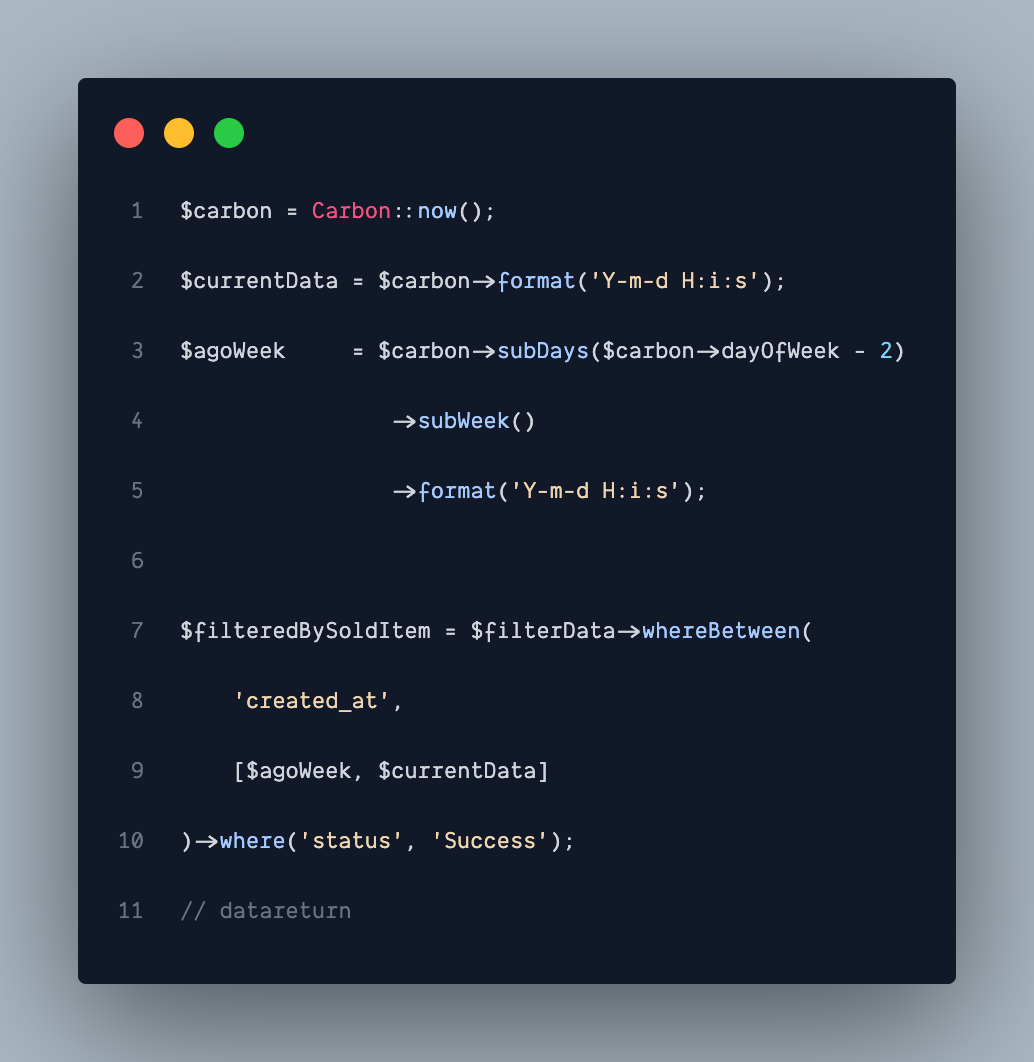 1 $carbon = Carbon::now();
2 $currentData = $carbon->format('Y-m-d H:i:s');
3 $agoWeek     = $carbon->subDays($carbon->dayOfWeek - 2)
4                 ->subWeek()
5                 ->format('Y-m-d H:i:s');
6
7 $filteredBySoldItem = $filterData->whereBetween(
8     'created_at',
9     [$agoWeek, $currentData]
10 )->where('status', 'Success');
11 // datareturn